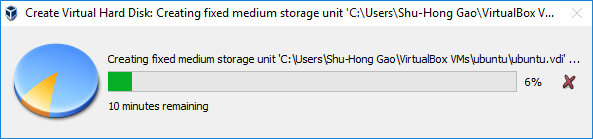 Create Virtual Hard Disk: Creating fixed medium storage unit 'C:\Users\Shu-Hong Gao\VirtualBox V...
Creating fixed medium storage unit 'C:\Users\Shu-Hong Gao\VirtualBox VMs\ubuntu\ubuntu.vdi' ...
6%
10 minutes remaining